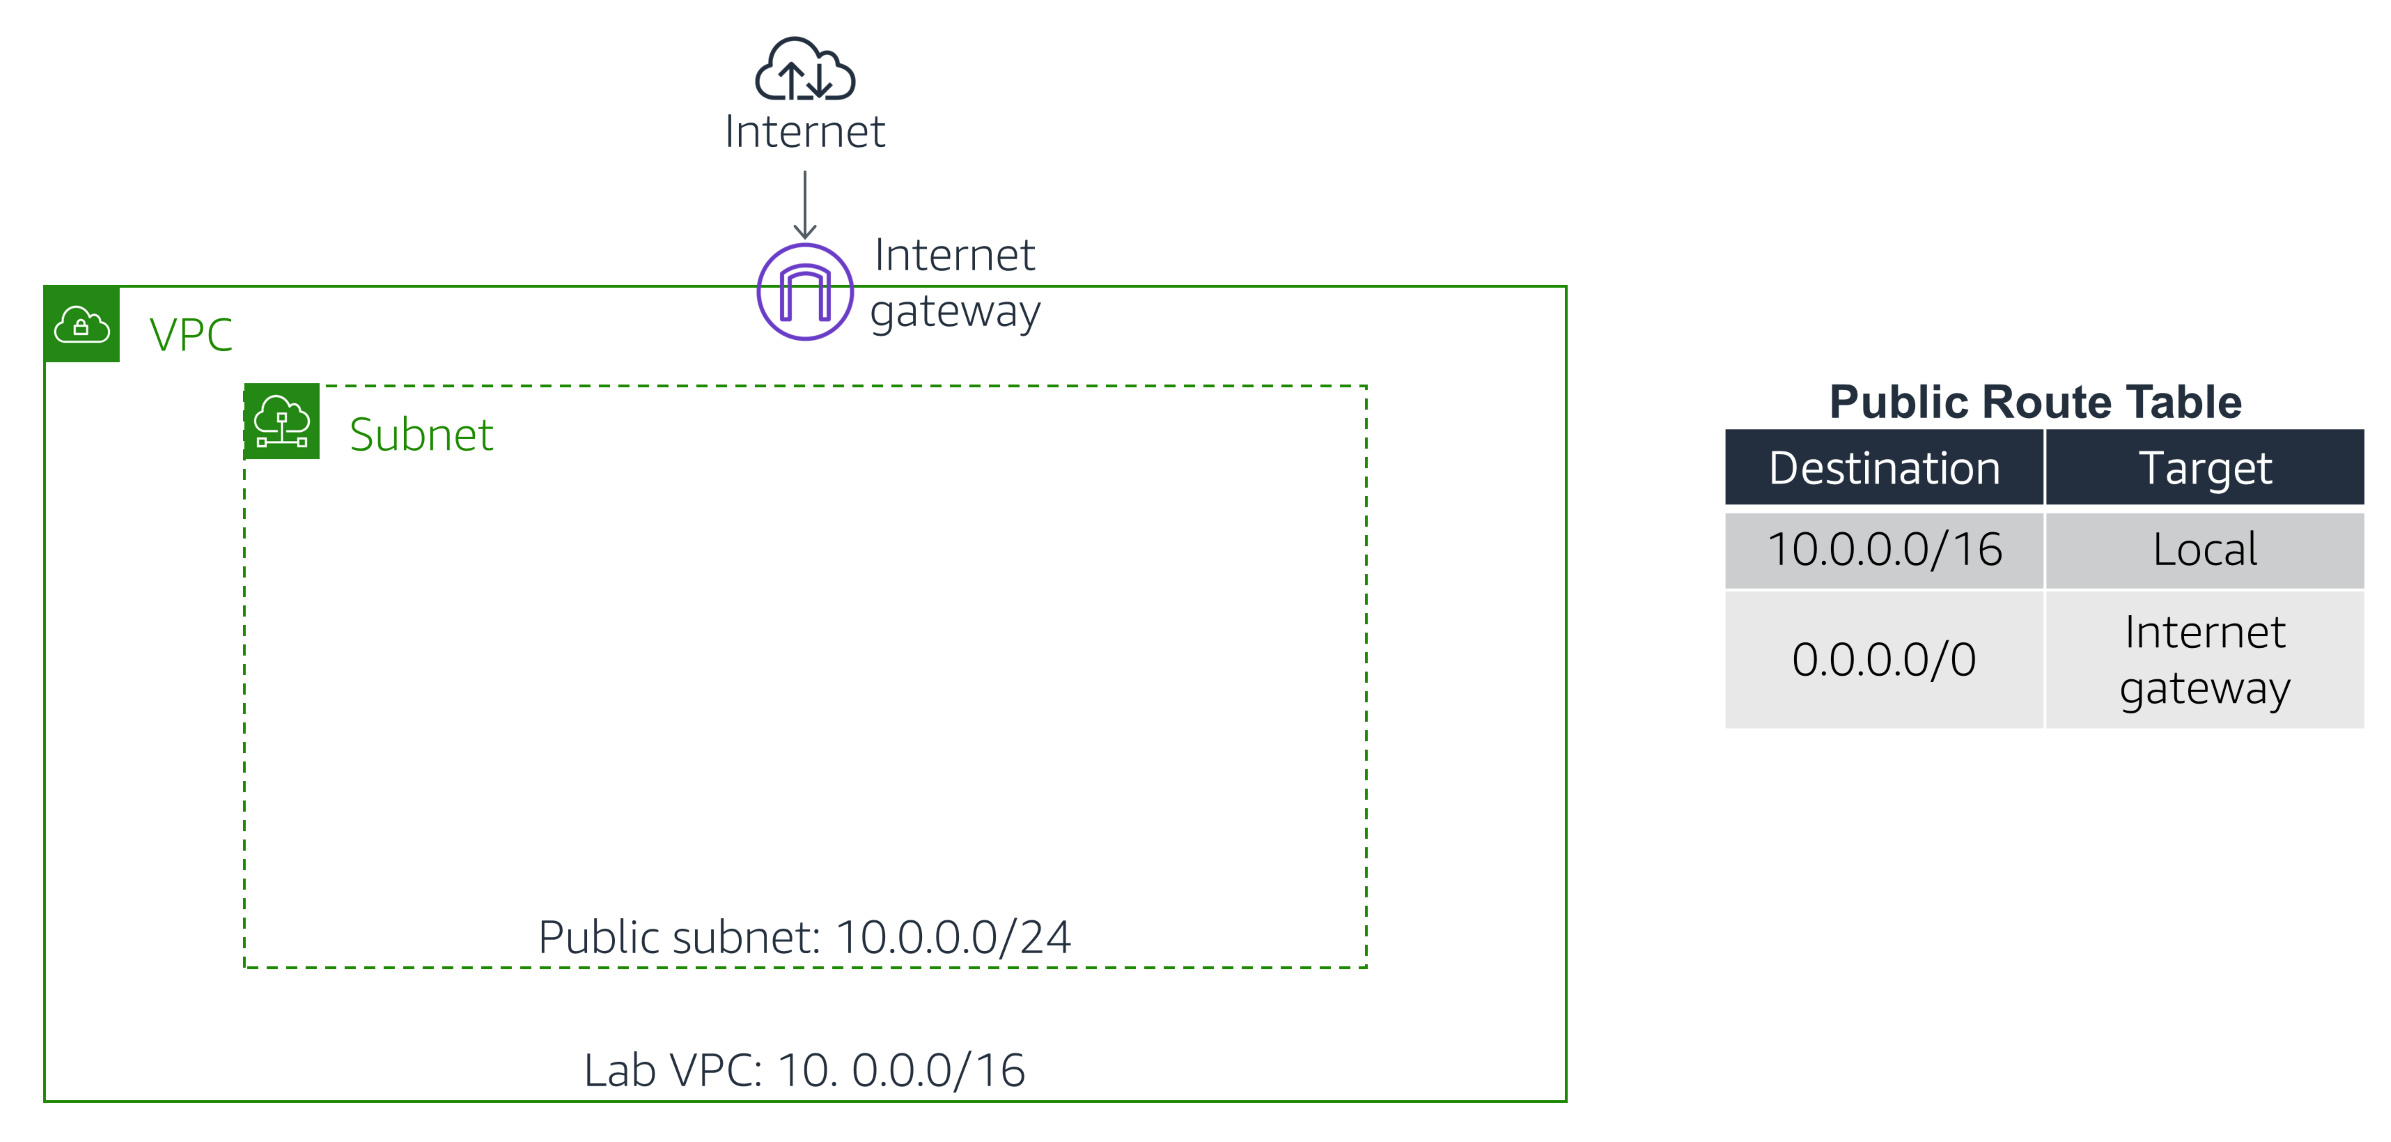 Internet
Internet
gateway
VPC
Subnet
Public subnet: 10.0.0.0/24
Lab VPC: 10. 0.0.0/16
Public Route Table
Destination Target
10.0.0.0/16 Local
0.0.0.0/0 Internet
gateway